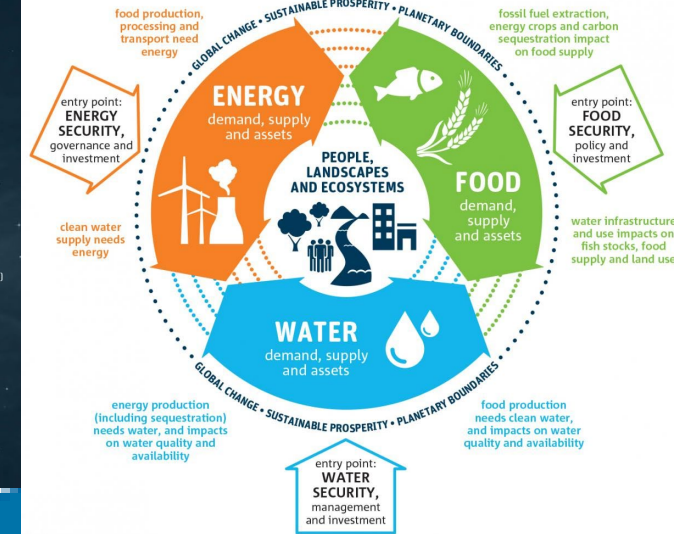 food production,
processing and
transport need
energy
GLOBAL CHANGE • SUSTAINABLE PROSPERITY • PLANETARY BOUNDARIES
fossil fuel extraction,
energy crops and carbon
sequestration impact
on food supply
entry point:
ENERGY
SECURITY,
governance and
investment
ENERGY
demand, supply
and assets
entry point:
FOOD
SECURITY,
policy and
investment
PEOPLE,
LANDSCAPES
AND ECOSYSTEMS
FOOD
demand,
supply
and assets
clean water
supply needs
energy
water infrastructure
and use impacts on
fish stocks, food
supply and land use
)
WATER
demand, supply
and assets
GLOBAL CHANGE • SUSTAINABLE PROSPERITY • PLANETARY BOUNDARIES
energy production
(including sequestration)
needs water, and impacts
on water quality and
availability
food production
needs clean water,
and impacts on water
quality and availability
entry point:
WATER
SECURITY,
management
and investment